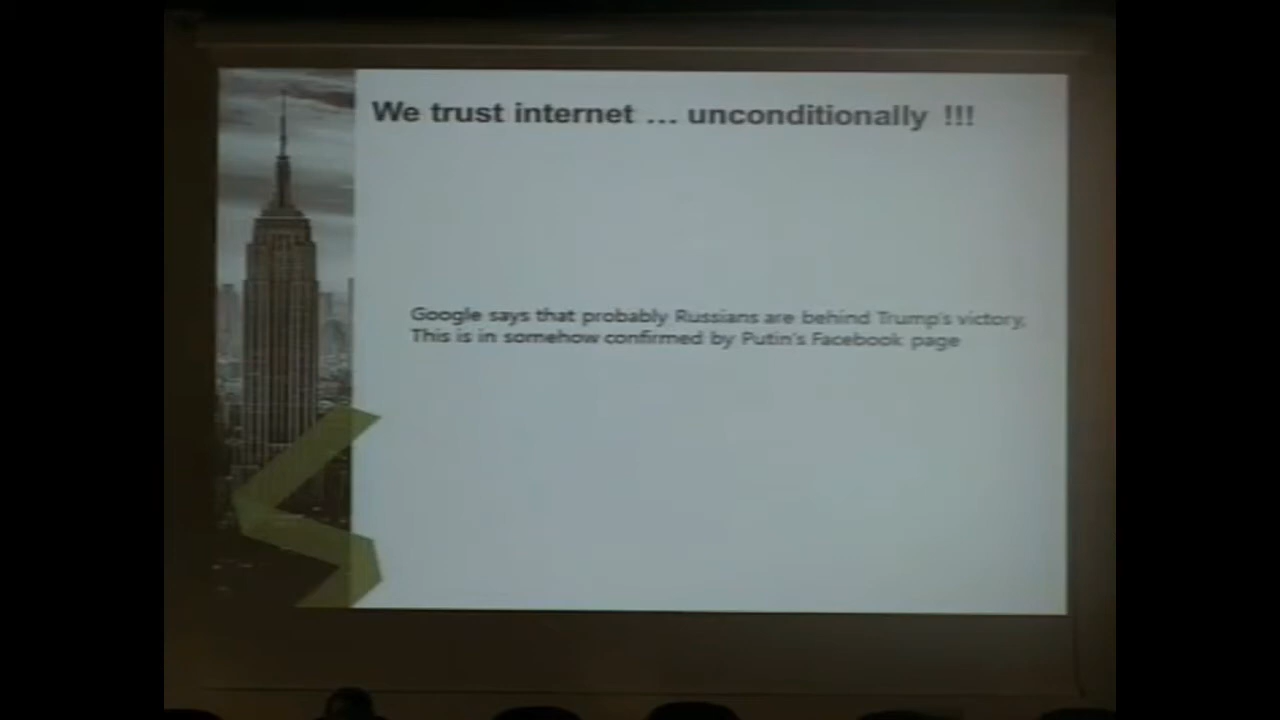 We trust internet ... unconditionally !!!
Google says that probably Russians are behind Trump's victory,
This is in somehow confirmed by Putin's Facebook page